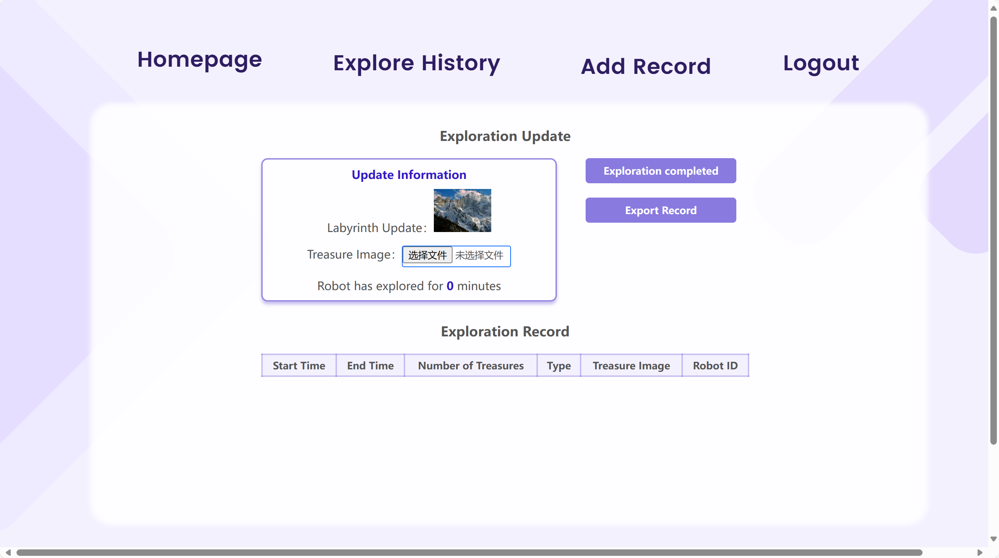 Homepage Explore History Add Record Logout
Exploration Update
Update Information
Labyrinth Update：
Treasure Image： 选择文件 未选择文件
Robot has explored for 0 minutes
Exploration completed
Export Record
Exploration Record
Start Time End Time Number of Treasures Type Treasure Image Robot ID